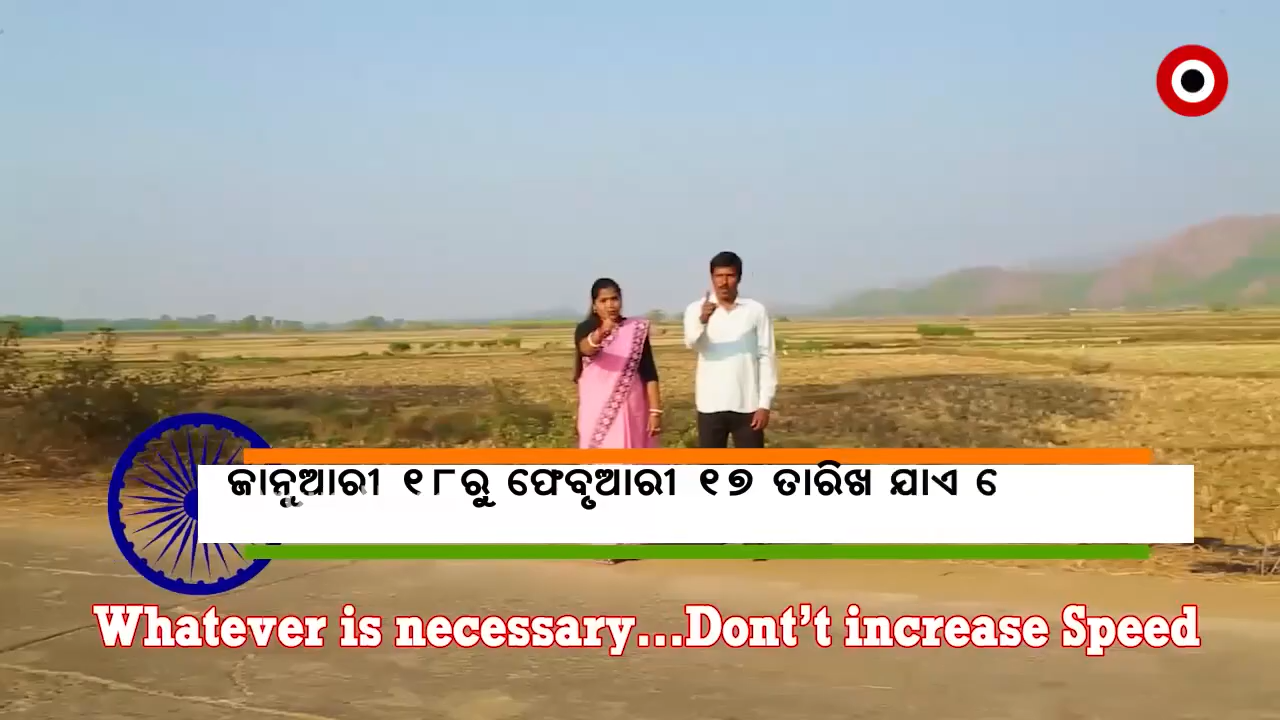 ଜାନୁଆରୀ ୧୮ରୁ ଫେବୃଆରୀ ୧୭ ତାରିଖ ଯାଏ େ
Whatever is necessary...Dont't increase Speed